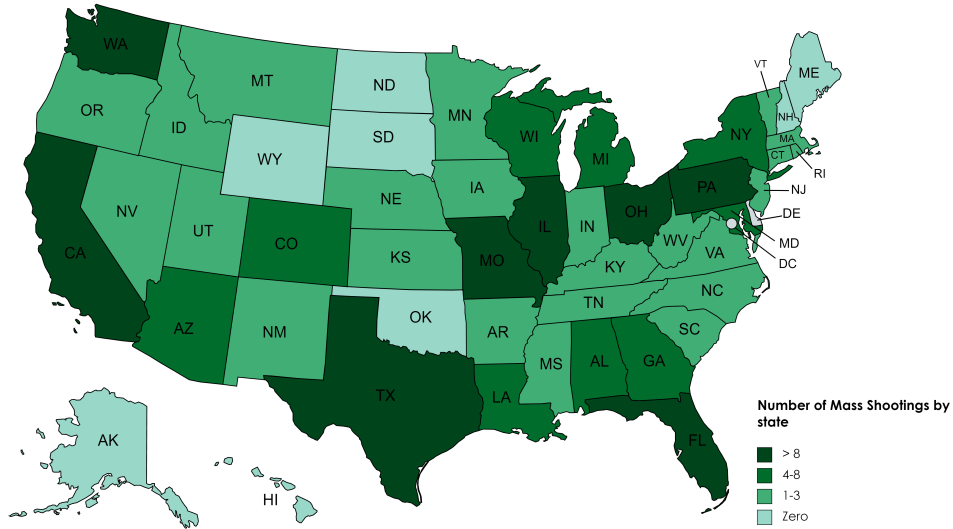 WA
MT
ND
MN
VT
ME
OR
ID
SD
WI
MI
NY
NH
MA
WY
CT
RI
NV
NE
IA
PA
NJ
UT
CO
IL
IN
OH
DE
CA
KS
MO
WV
VA
MD
KY
DC
AZ
NM
OK
AR
TN
NC
SC
MS
AL
GA
TX
LA
FL
AK
HI
Number of Mass Shootings by
state
> 8
4-8
1-3
Zero